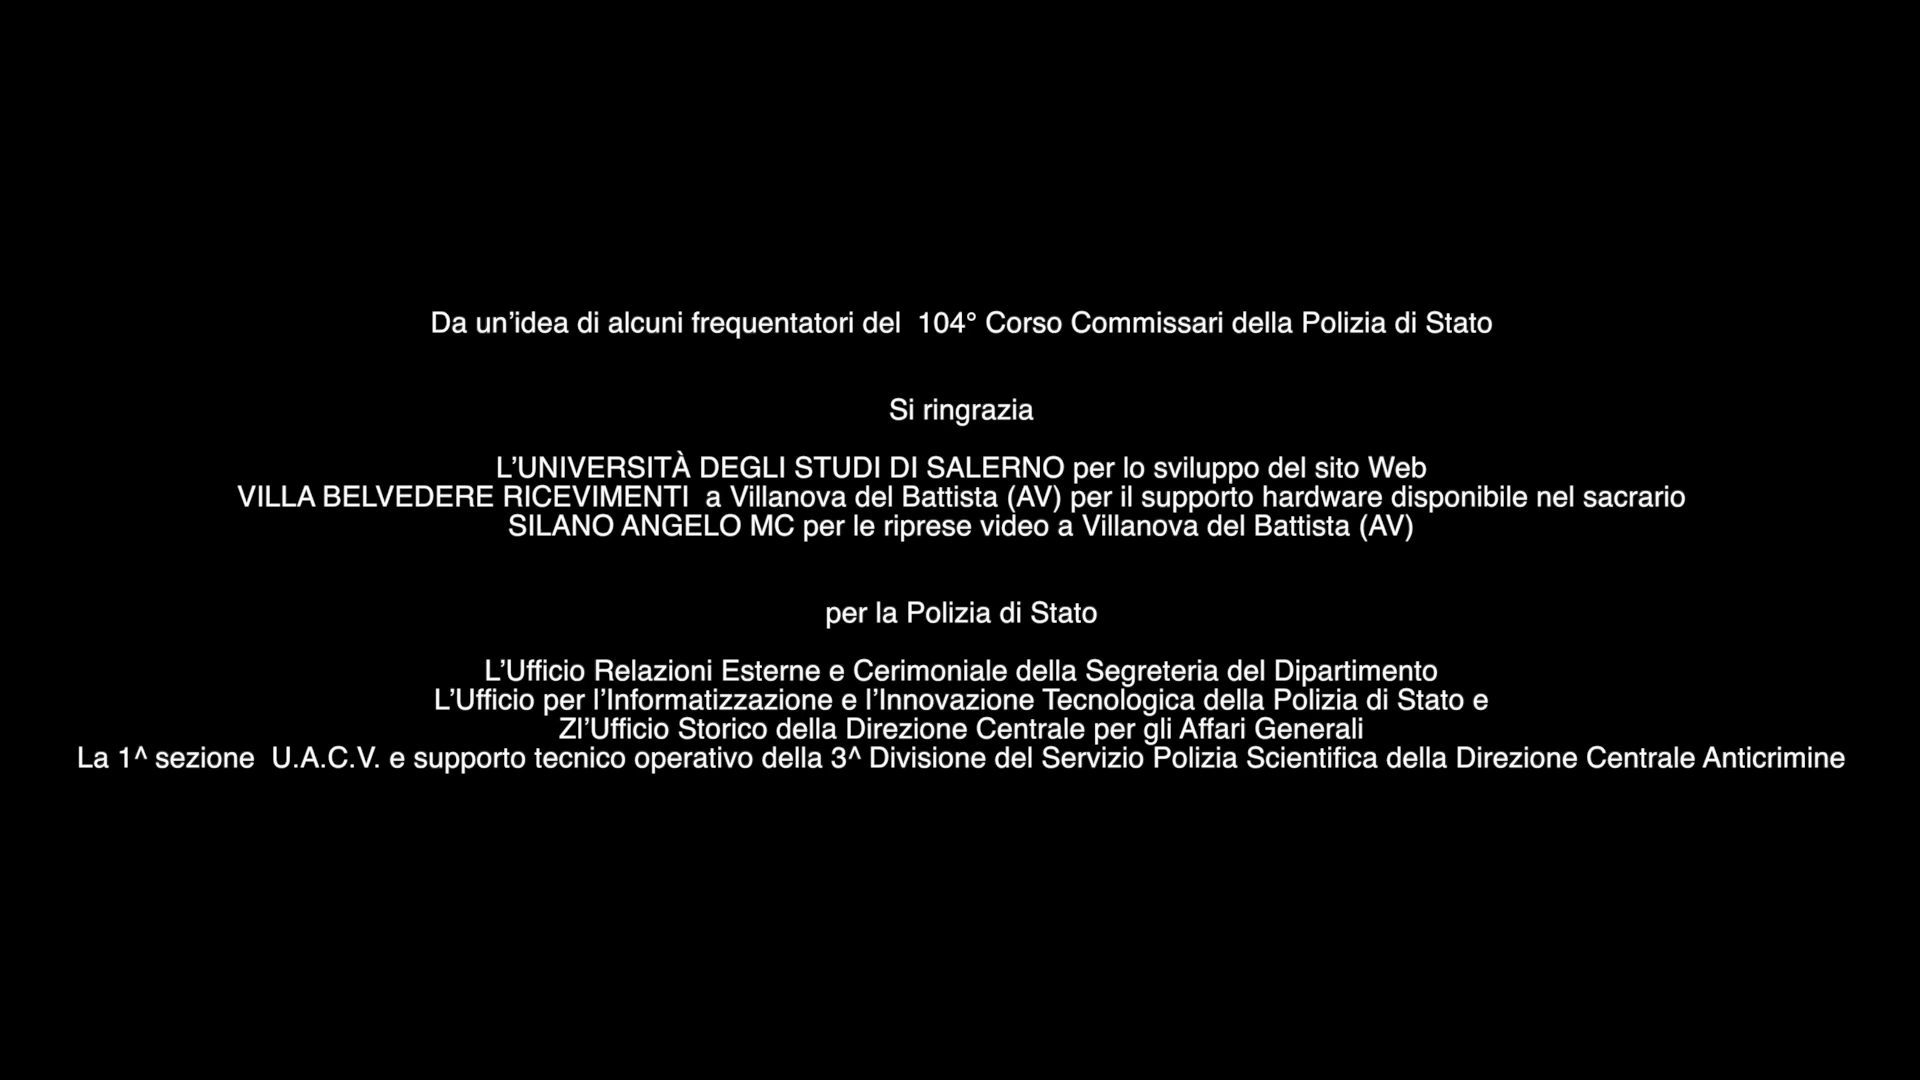 Da un’idea di alcuni frequentatori del  104° Corso Commissari della Polizia di Stato
Si ringrazia
L’UNIVERSITÀ DEGLI STUDI DI SALERNO per lo sviluppo del sito Web
VILLA BELVEDERE RICEVIMENTI  a Villanova del Battista (AV) per il supporto hardware disponibile nel sacrario
SILANO ANGELO MC per le riprese video a Villanova del Battista (AV)
per la Polizia di Stato
L’Ufficio Relazioni Esterne e Cerimoniale della Segreteria del Dipartimento
L’Ufficio per l’Informatizzazione e l’Innovazione Tecnologica della Polizia di Stato e
Zl’Ufficio Storico della Direzione Centrale per gli Affari Generali
La 1^ sezione  U.A.C.V. e supporto tecnico operativo della 3^ Divisione del Servizio Polizia Scientifica della Direzione Centrale Anticrimine